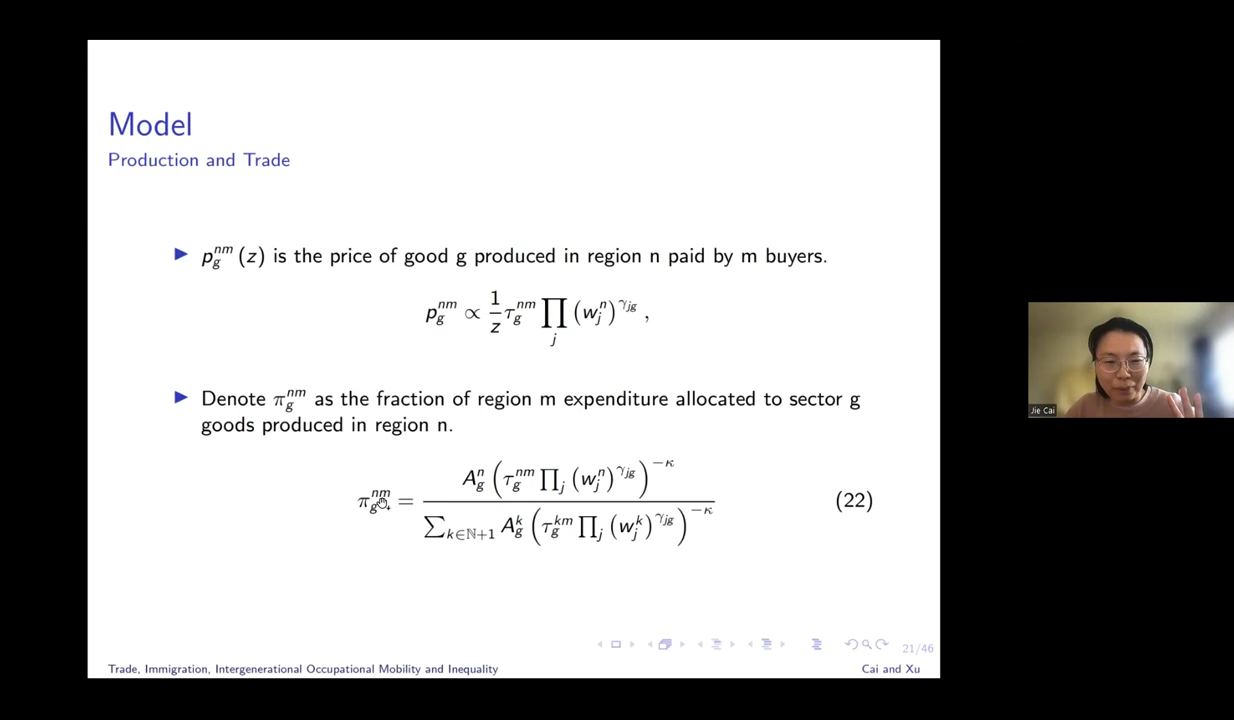 Model
Production and Trade
▶ p_g^{nm} (z) is the price of good g produced in region n paid by m buyers.
p_g^{nm} ∝ \frac{1}{z} τ_g^{nm} ∏_j (w_j^n)^{γ_{jg}} ,
▶ Denote π_g^{nm} as the fraction of region m expenditure allocated to sector g
goods produced in region n.
π_g^{nm} = \frac{A_g^n (τ_g^{nm} ∏_j (w_j^n)^{γ_{jg}})^{-κ}}{∑_{k∈ℕ+1} A_g^k (τ_g^{km} ∏_j (w_j^k)^{γ_{jg}})^{-κ}} (22)
Jie Cai
21/46
Trade, Immigration, Intergenerational Occupational Mobility and Inequality
Cai and Xu